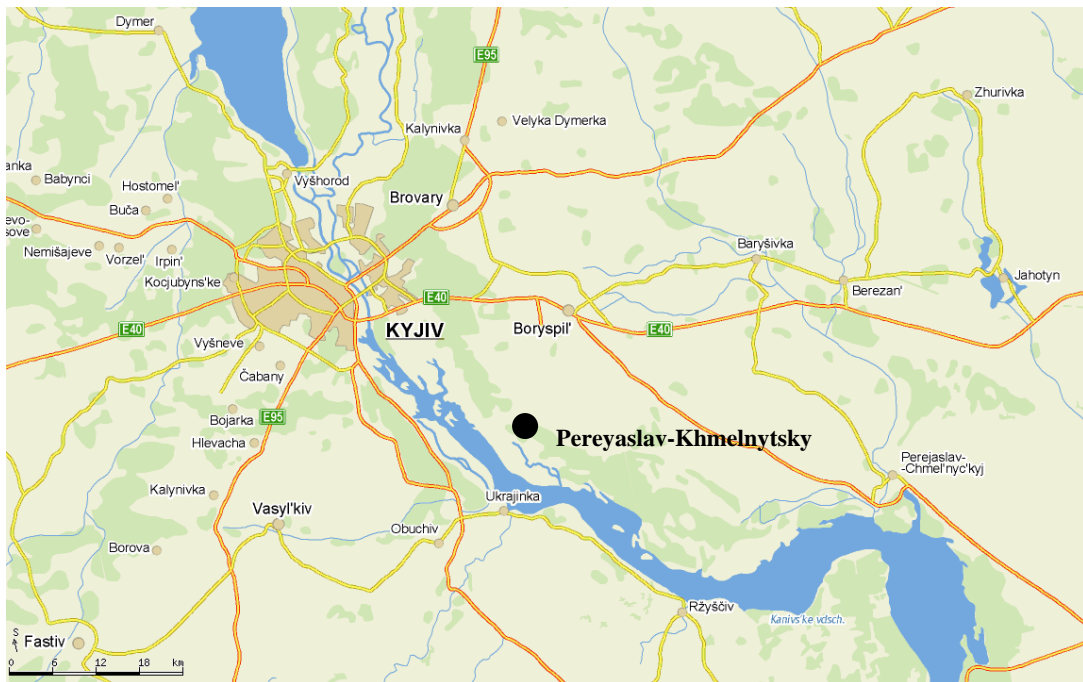 Dymer
E95
Zhurivka
Velyka Dymerka
Kalynivka
anka
Babynci
Vyšhorod
Hostomel'
Brovary
Buča
evo-
sove
Nemišajeve
Vorzel'
Irpin'
Baryšivka
Kocjubyns'ke
Jahotyn
Berezan'
E40
E40
KYJIV
Boryspil'
E40
Vyšneve
Čabany
Bojarka
E95
Hlevacha
Pereyaslav-Khmelnytsky
Perejaslav-
-Chmel'nyc'kyj
Kalynivka
Ukrajinka
Vasyl'kiv
Obuchiv
Borova
Ržyščiv
Kanivs'ke vdsch.
S
Fastiv
0 6 12 18 km